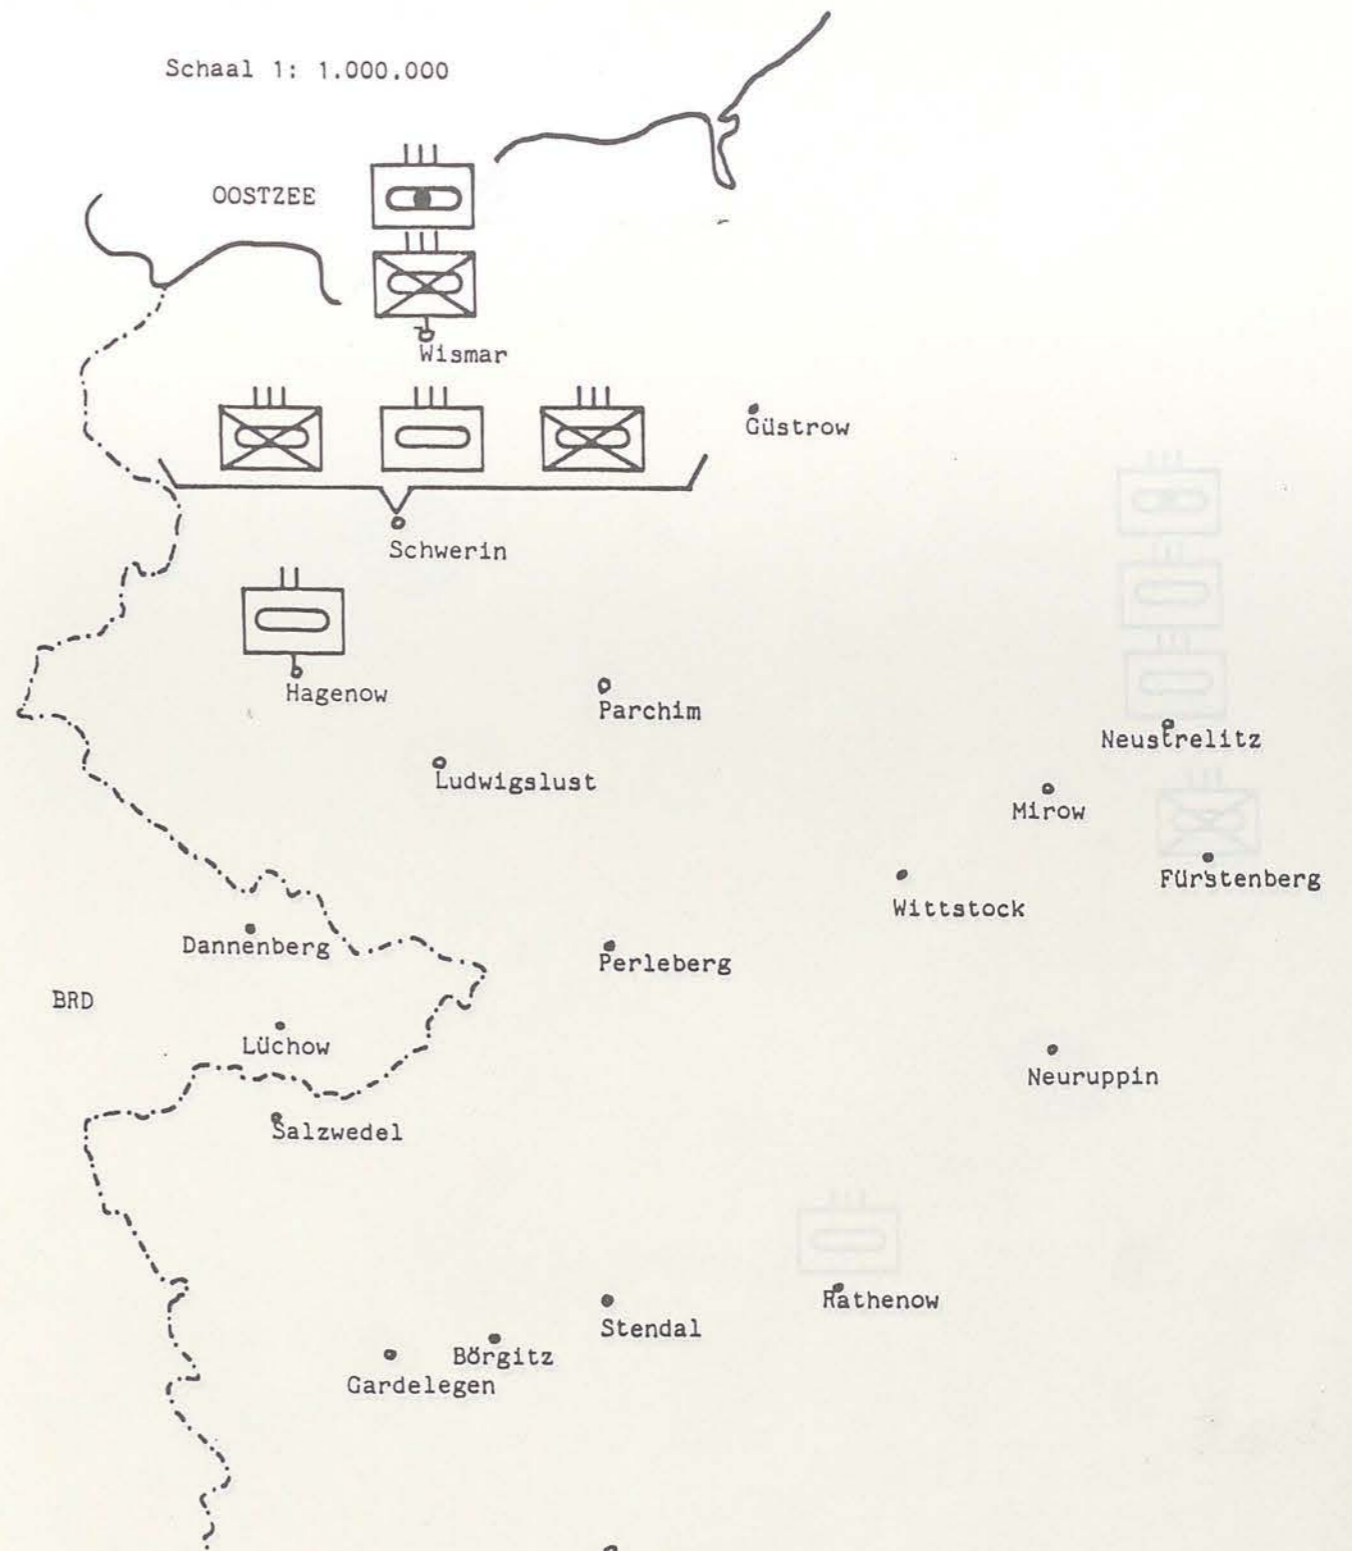 Schaal 1: 1.000.000
OOSTZEE
Wismar
Güstrow
Schwerin
Hagenow
Parchim
Neustrelitz
Ludwigslust
Mirow
Fürstenberg
Wittstock
Dannenberg
Perleberg
BRD
Lüchow
Neuruppin
Salzwedel
Rathenow
Stendal
Börgitz
Gardelegen